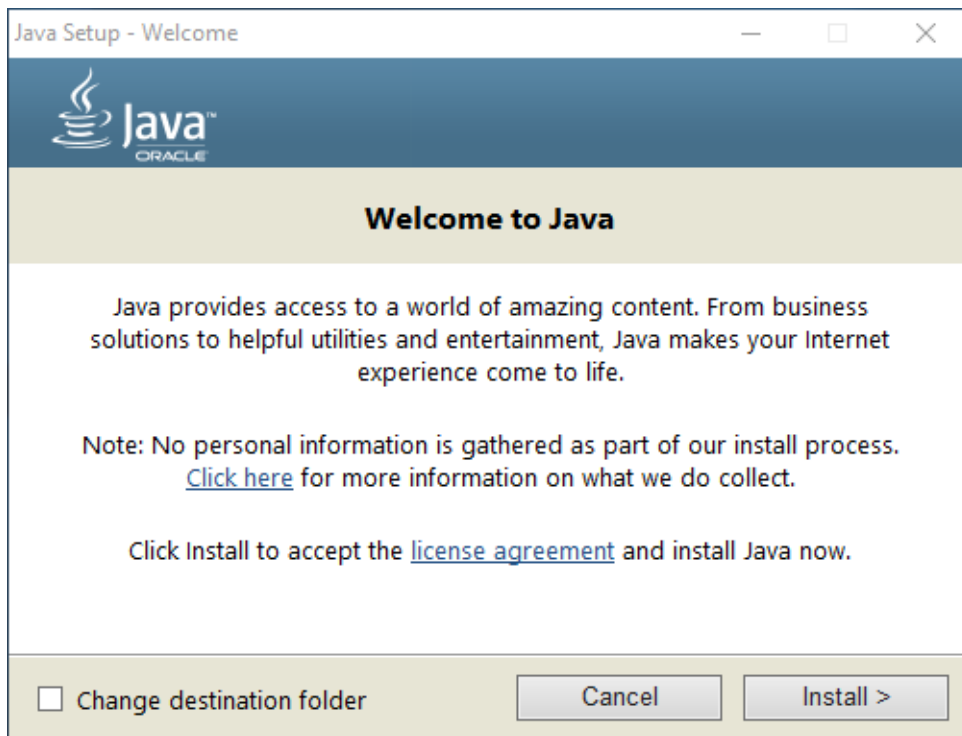 Java Setup - Welcome
Java™
ORACLE
Welcome to Java
Java provides access to a world of amazing content. From business
solutions to helpful utilities and entertainment, Java makes your Internet
experience come to life.
Note: No personal information is gathered as part of our install process.
Click here for more information on what we do collect.
Click Install to accept the license agreement and install Java now.
Change destination folder
Cancel
Install >